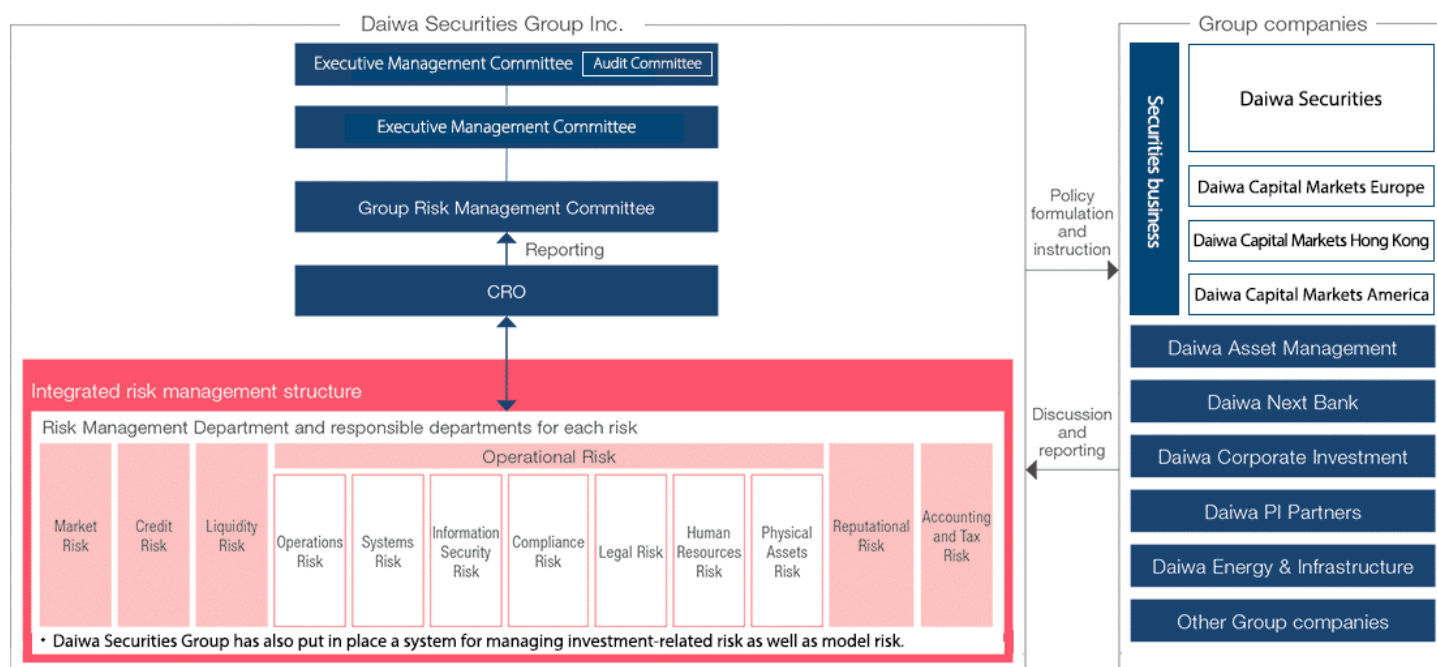 Daiwa Securities Group Inc.
Executive Management Committee Audit Committee
Executive Management Committee
Group Risk Management Committee
Reporting
CRO
Integrated risk management structure
Risk Management Department and responsible departments for each risk
Market
Risk
Credit
Risk
Liquidity
Risk
Operational Risk
Operations
Risk
Systems
Risk
Information
Security
Risk
Compliance
Risk
Legal Risk
Human
Resources
Risk
Physical
Assets
Risk
Reputational
Risk
Accounting
and Tax
Risk
・ Daiwa Securities Group has also put in place a system for managing investment-related risk as well as model risk.
Policy
formulation
and
instruction
Discussion
and
reporting
Group companies
Securities business
Daiwa Securities
Daiwa Capital Markets Europe
Daiwa Capital Markets Hong Kong
Daiwa Capital Markets America
Daiwa Asset Management
Daiwa Next Bank
Daiwa Corporate Investment
Daiwa PI Partners
Daiwa Energy & Infrastructure
Other Group companies